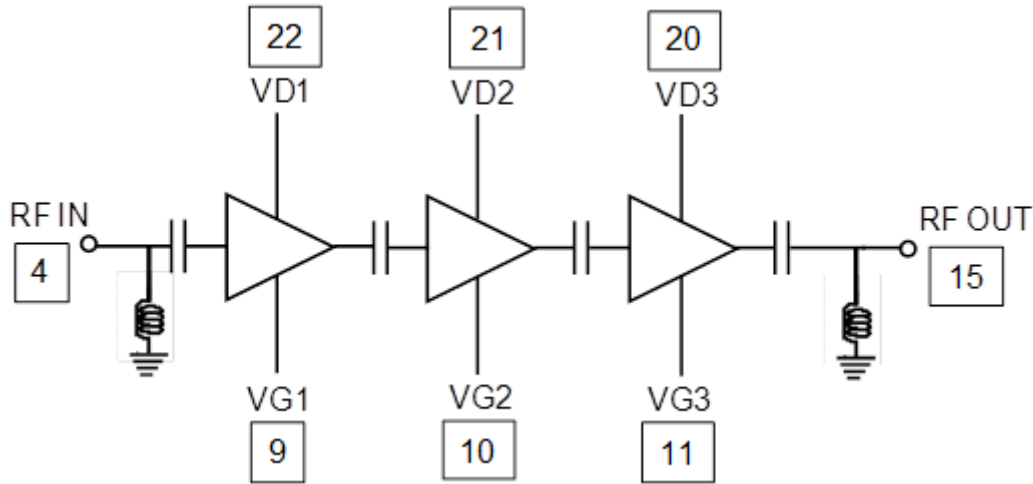 22
21
20
VD1
VD2
VD3
RF IN
RF OUT
4
15
VG1
VG2
VG3
9
10
11